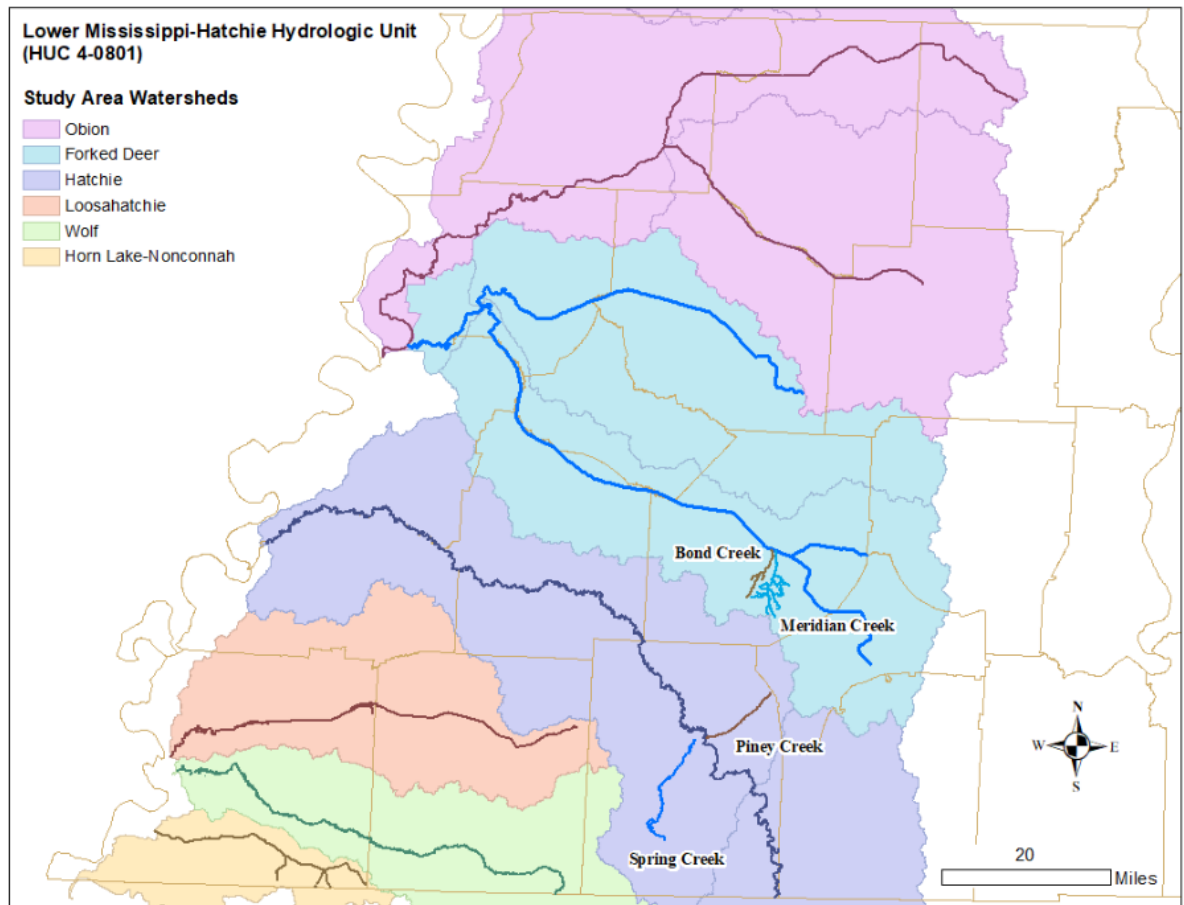 Lower Mississippi-Hatchie Hydrologic Unit
(HUC 4-0801)
Study Area Watersheds
Obion
Forked Deer
Hatchie
Loosahatchie
Wolf
Horn Lake-Nonconnah
Bond Creek
Meridian Creek
Piney Creek
Spring Creek
N
W
E
S
20
Miles